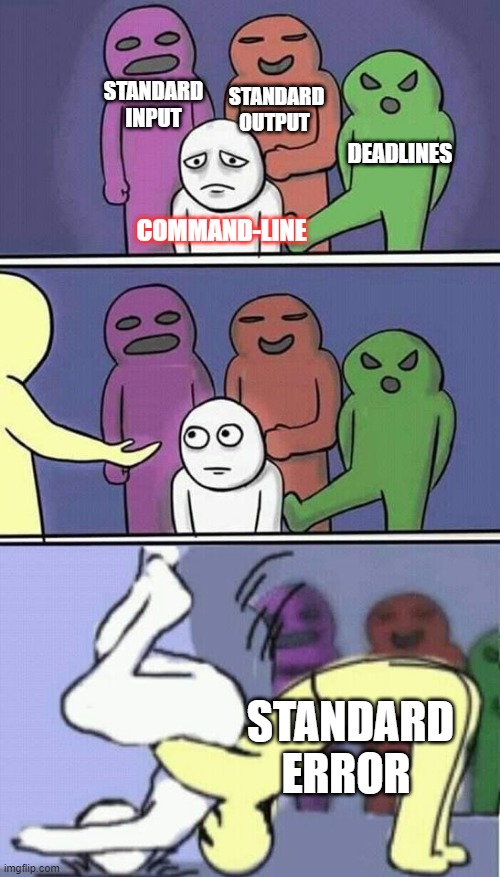 STANDARD
INPUT
STANDARD
OUTPUT
DEADLINES
COMMAND-LINE
STANDARD
ERROR
imgflip.com